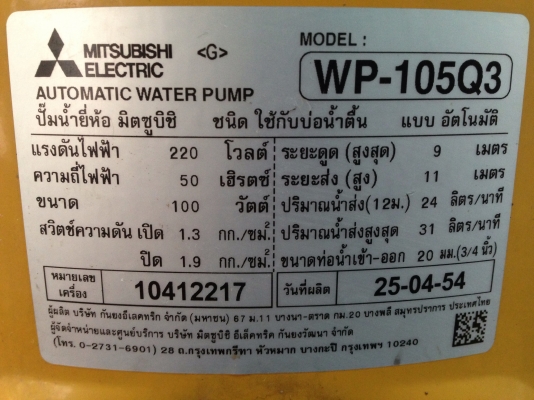 MITSUBISHI ELECTRIC <G> MODEL : WP-105Q3
AUTOMATIC WATER PUMP
ปั๊มน้ำยี่ห้อ มิตซูบิชิ ชนิด ใช้กับบ่อน้ำตื้น แบบ อัตโนมัติ
แรงดันไฟฟ้า 220 โวลต์ ระยะดูด (สูงสุด) 9 เมตร
ความถี่ไฟฟ้า 50 เฮิรตซ์ ระยะส่ง (สูง) 11 เมตร
ขนาด 100 วัตต์ ปริมาณน้ำส่ง(12ม.) 24 ลิตร/นาที
สวิตช์ความดัน เปิด 1.3 กก./ซม.² ปริมาณน้ำส่งสูงสุด 31 ลิตร/นาที
ปิด 1.9 กก./ซม.² ขนาดท่อน้ำเข้า-ออก 20 มม.(3/4 นิ้ว)
หมายเลขเครื่อง 10412217 วันที่ผลิต 25-04-54
ผู้ผลิต บริษัท กันยงอีเลคทริก จำกัด (มหาชน) 67 ม.11 บางนา-ตราด กม.20 บางพลี สมุทรปราการ ประเทศไทย
ผู้จัดจำหน่ายและศูนย์บริการ บริษัท มิตซูบิชิ อีเล็คทริค กันยงวัฒนา จำกัด
(โทร. 0-2731-6901) 28 ถ.กรุงเทพกรีฑา หัวหมาก บางกะปิ กรุงเทพฯ 10240